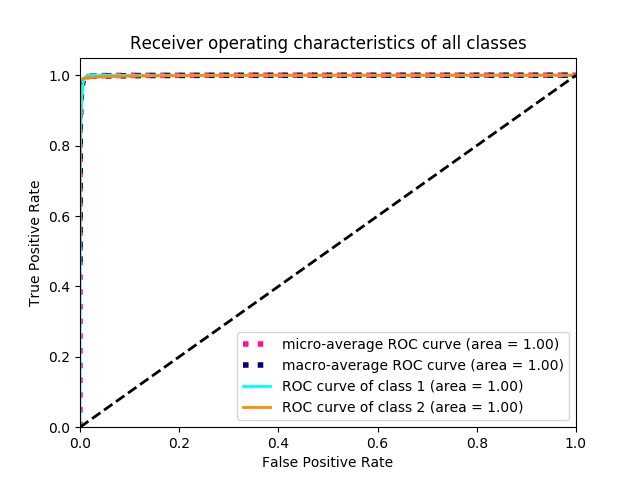 Receiver operating characteristics of all classes
1.0
0.8
0.6
0.4
0.2
0.0
True Positive Rate
micro-average ROC curve (area = 1.00)
macro-average ROC curve (area = 1.00)
ROC curve of class 1 (area = 1.00)
ROC curve of class 2 (area = 1.00)
0.0 0.2 0.4 0.6 0.8 1.0
False Positive Rate